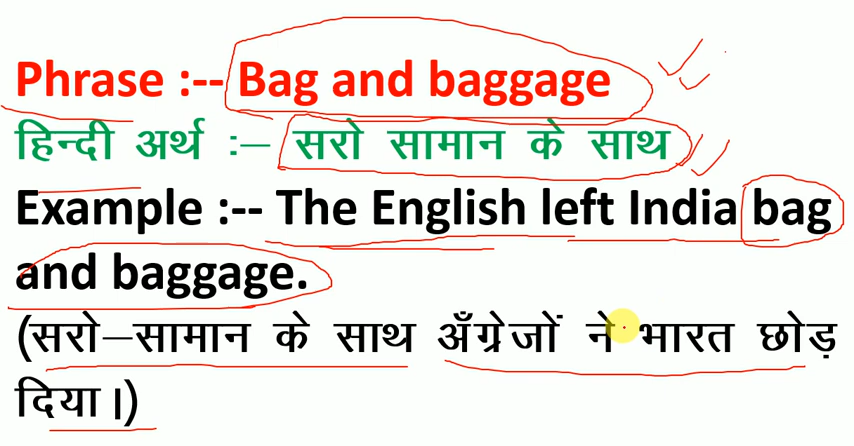 Phrase :-- Bag and baggage
हिन्दी अर्थ :– सरो सामान के साथ
Example :-- The English left India bag
and baggage.
(सरो–सामान के साथ अँग्रेजों ने भारत छोड़
दिया।)